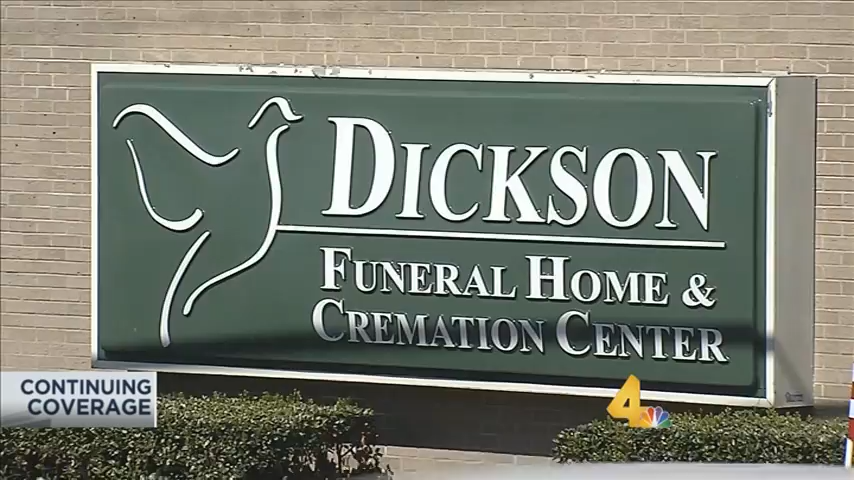 DICKSON
FUNERAL HOME &
CREMATION CENTER
CONTINUING
COVERAGE
4